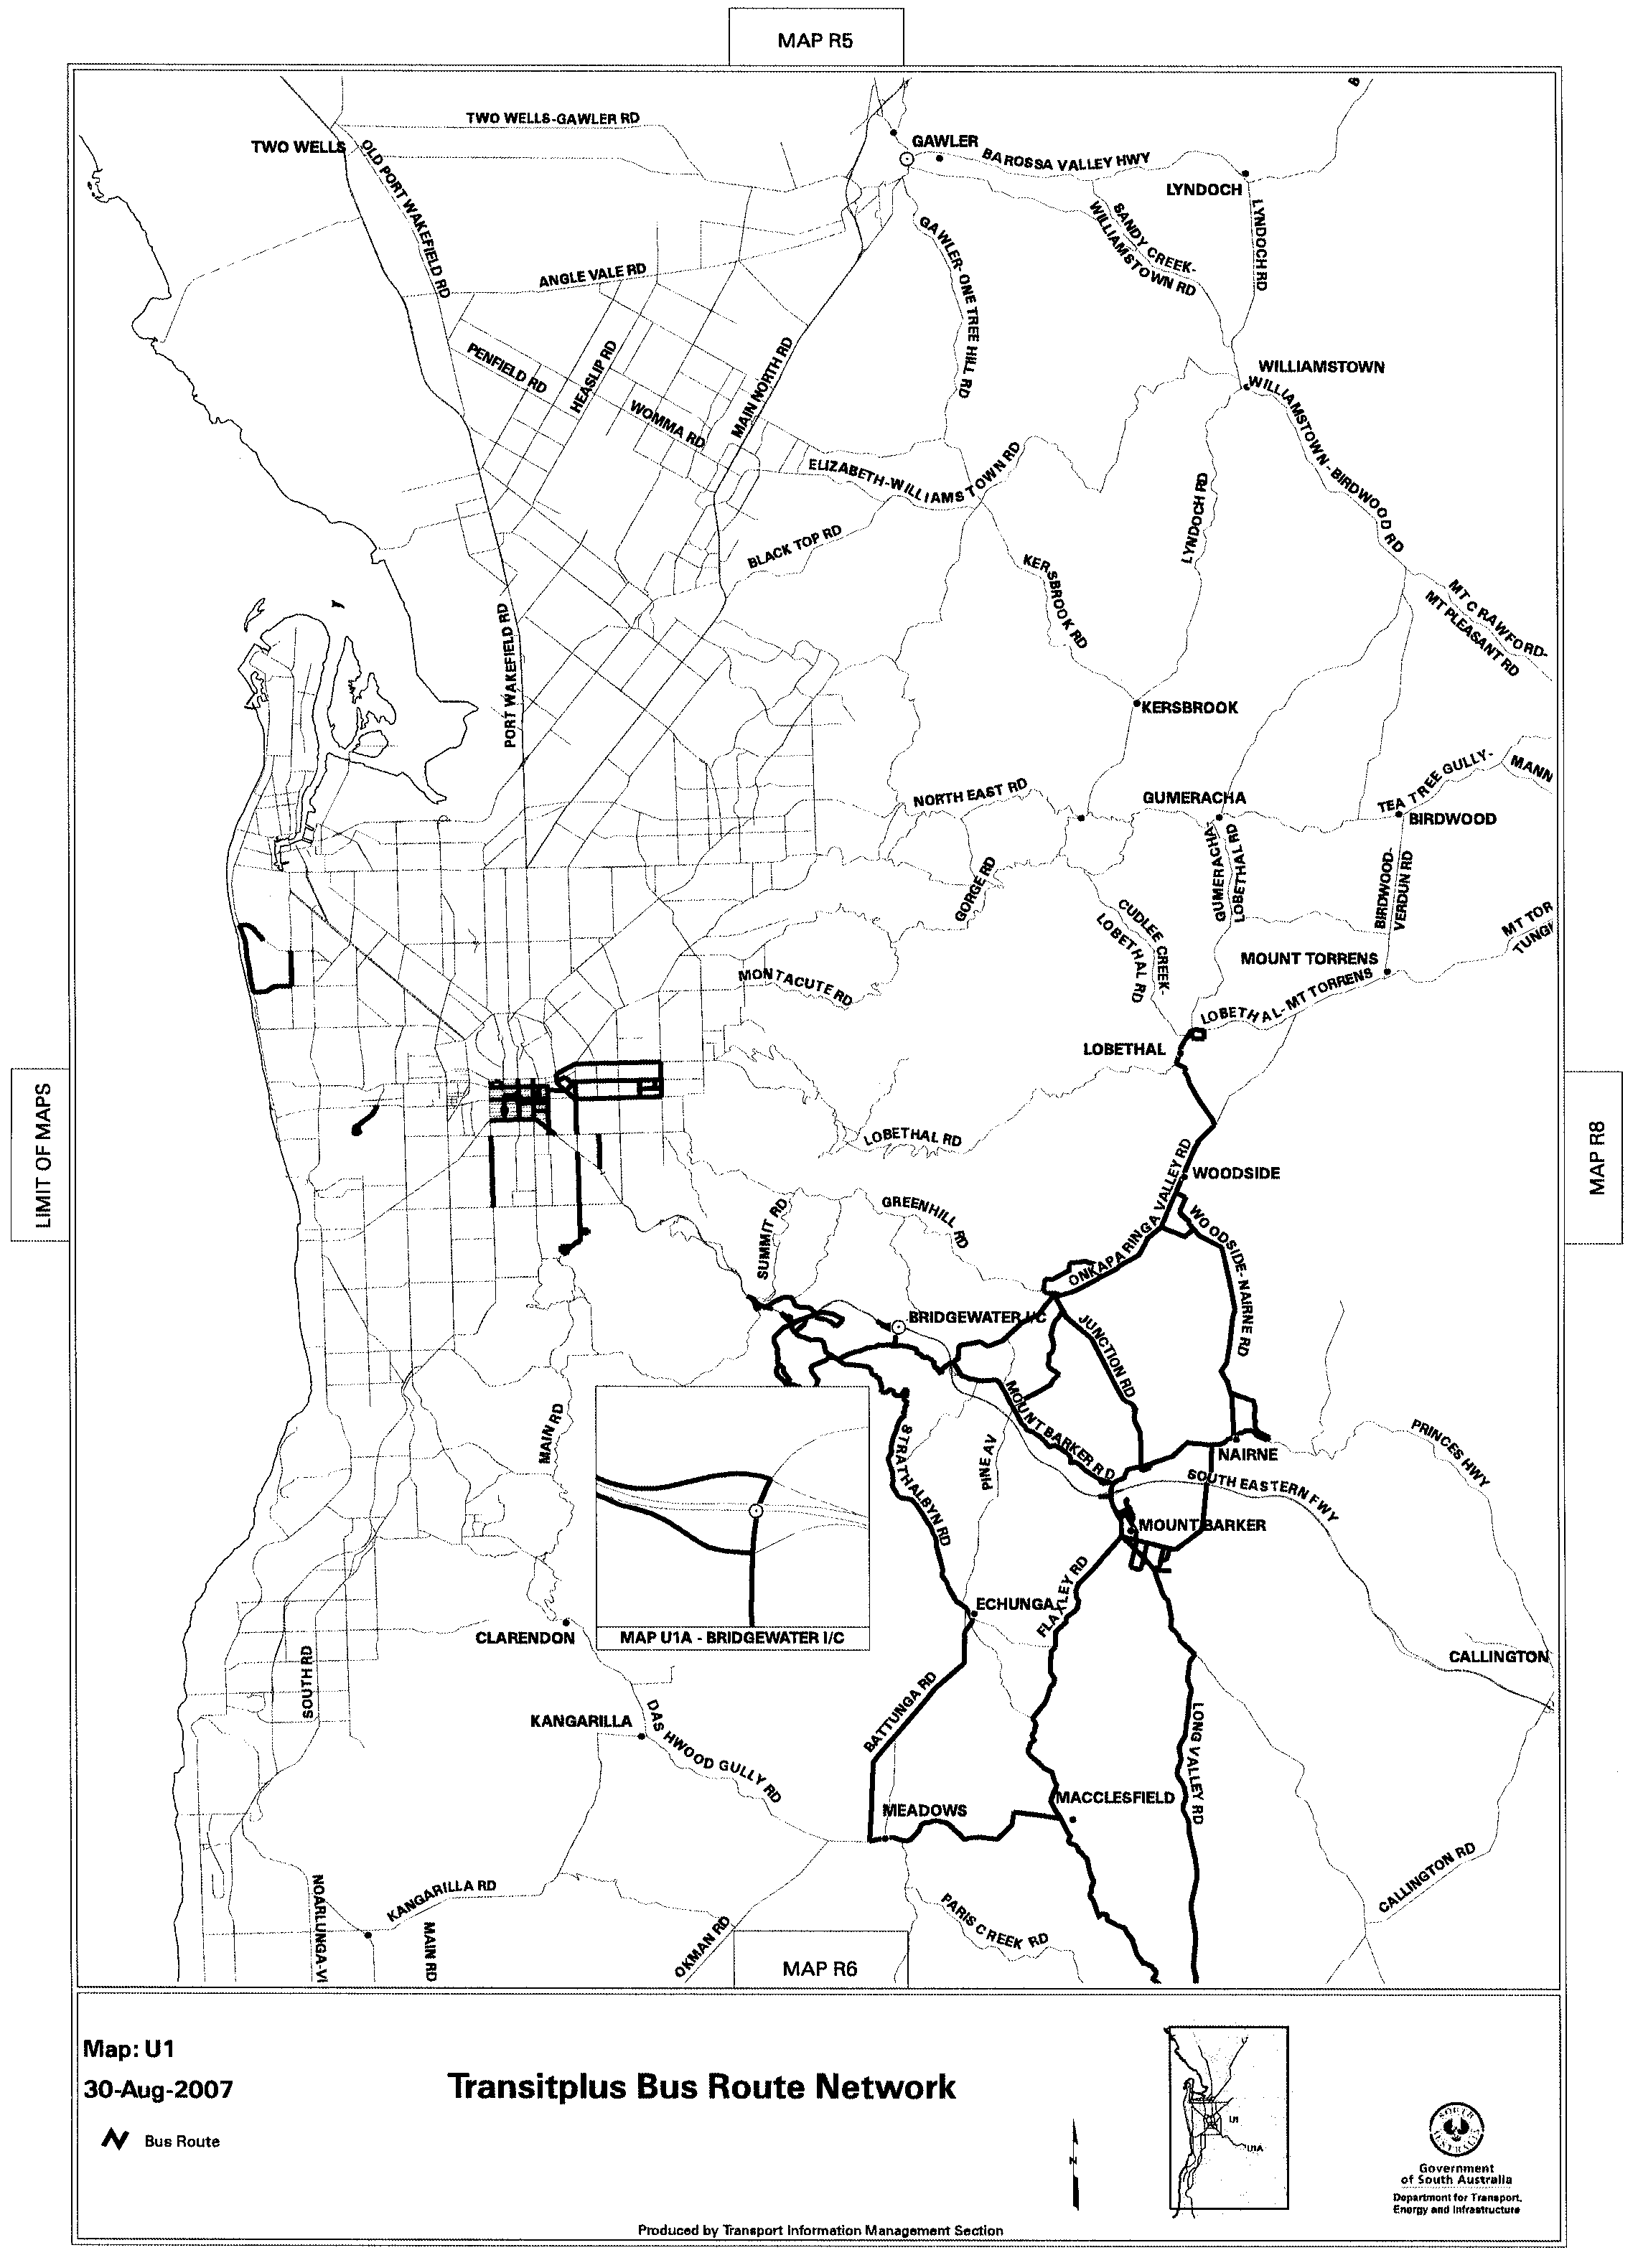 MAP R5
TWO WELLS-GAWLER RD
TWO WELLS
OLD PORT WAKEFIELD RD
GAWLER
BAROSSA VALLEY HWY
LYNDOCH
LYNDOCH RD
SANDY CREEK-
WILLIAMSTOWN RD
GAWLER-ONE TREE HILL RD
ANGLE VALE RD
PENFIELD RD
HEASLIP RD
WOMMA RD
MAIN NORTH RD
WILLIAMSTOWN
WILLIAMSTOWN-BIRDWOOD RD
ELIZABETH-WILLIAMSTOWN RD
LYNDOCH RD
BLACK TOP RD
KERSBROOK RD
MT CRAWFORD-
MT PLEASANT RD
PORT WAKEFIELD RD
KERSBROOK
NORTH EAST RD
GUMERACHA
TEA TREE GULLY-
MANN
BIRDWOOD
GUMERACHA-
LOBETHAL RD
BIRDWOOD-
VERDUN RD
GORGE RD
CUDLEE CREEK-
LOBETHAL RD
MT TOR
TUNGK
MOUNT TORRENS
MONTACUTE RD
LOBETHAL-MT TORRENS
LOBETHAL
LIMIT OF MAPS
MAP R8
LOBETHAL RD
WOODSIDE
ONKAPARINGA VALLEY RD
WOODSIDE-NAIRNE RD
GREENHILL RD
SUMMIT RD
BRIDGEWATER I/C
JUNCTION RD
MOUNT BARKER RD
MAIN RD
STRATHALBYN RD
PINE AV
NAIRNE
PRINCES HWY
SOUTH EASTERN FWY
MOUNT BARKER
FLAXLEY RD
ECHUNGA
CLARENDON
MAP U1A - BRIDGEWATER I/C
CALLINGTON
SOUTH RD
BATTUNGA RD
LONG VALLEY RD
KANGARILLA
DASHWOOD GULLY RD
MEADOWS
MACCLESFIELD
NOARLUNGA-VI
KANGARILLA RD
MAIN RD
OKMAN RD
PARIS CREEK RD
CALLINGTON RD
MAP R6
Map: U1
30-Aug-2007
Bus Route
Transitplus Bus Route Network
N
U1
U1A
SOUTH
AUSTRALIA
Government
of South Australia
Department for Transport,
Energy and Infrastructure
Produced by Transport Information Management Section